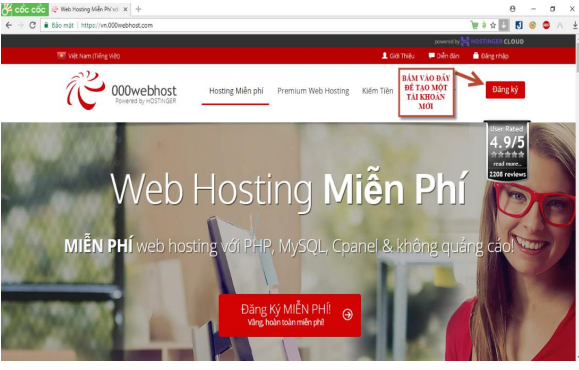 cốc cốc
Web Hosting Miễn Phí vớ
Bảo mật | https://vn.000webhost.com
powered by HOSTINGER CLOUD
Việt Nam (Tiếng Việt)
Giới Thiệu Diễn đàn Đăng nhập
000webhost
Powered by HOSTINGER
Hosting Miễn phí Premium Web Hosting Kiếm Tiền
BẤM VÀO ĐÂY
ĐỂ TẠO MỘT
TÀI KHOẢN
MỚI
Đăng ký
User Rated
4.9/5
read more...
2208 reviews
Web Hosting Miễn Phí
MIỄN PHÍ web hosting với PHP, MySQL, Cpanel & không quảng cáo!
Đăng Ký MIỄN PHÍ!
Vâng, hoàn toàn miễn phí!